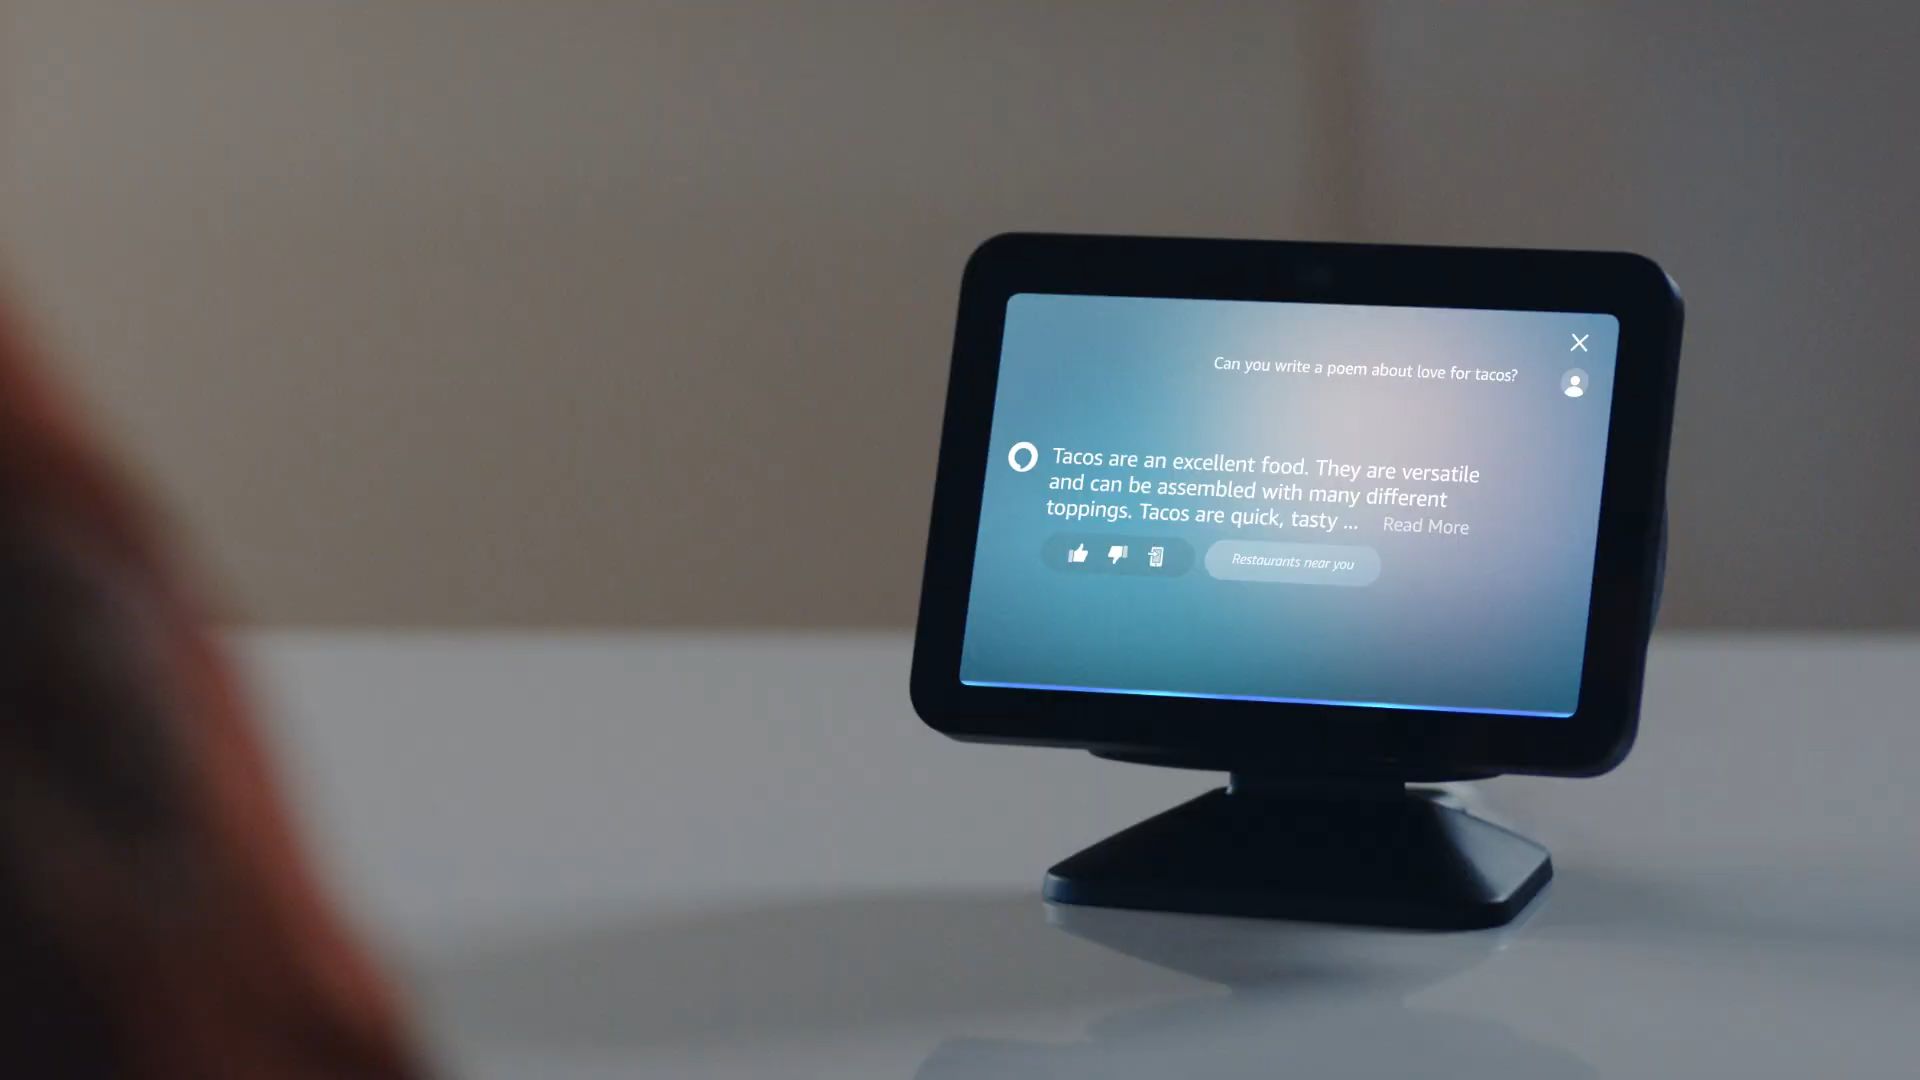 Can you write a poem about love for tacos?
Tacos are an excellent food. They are versatile
and can be assembled with many different
toppings. Tacos are quick, tasty ... Read More
Restaurants near you